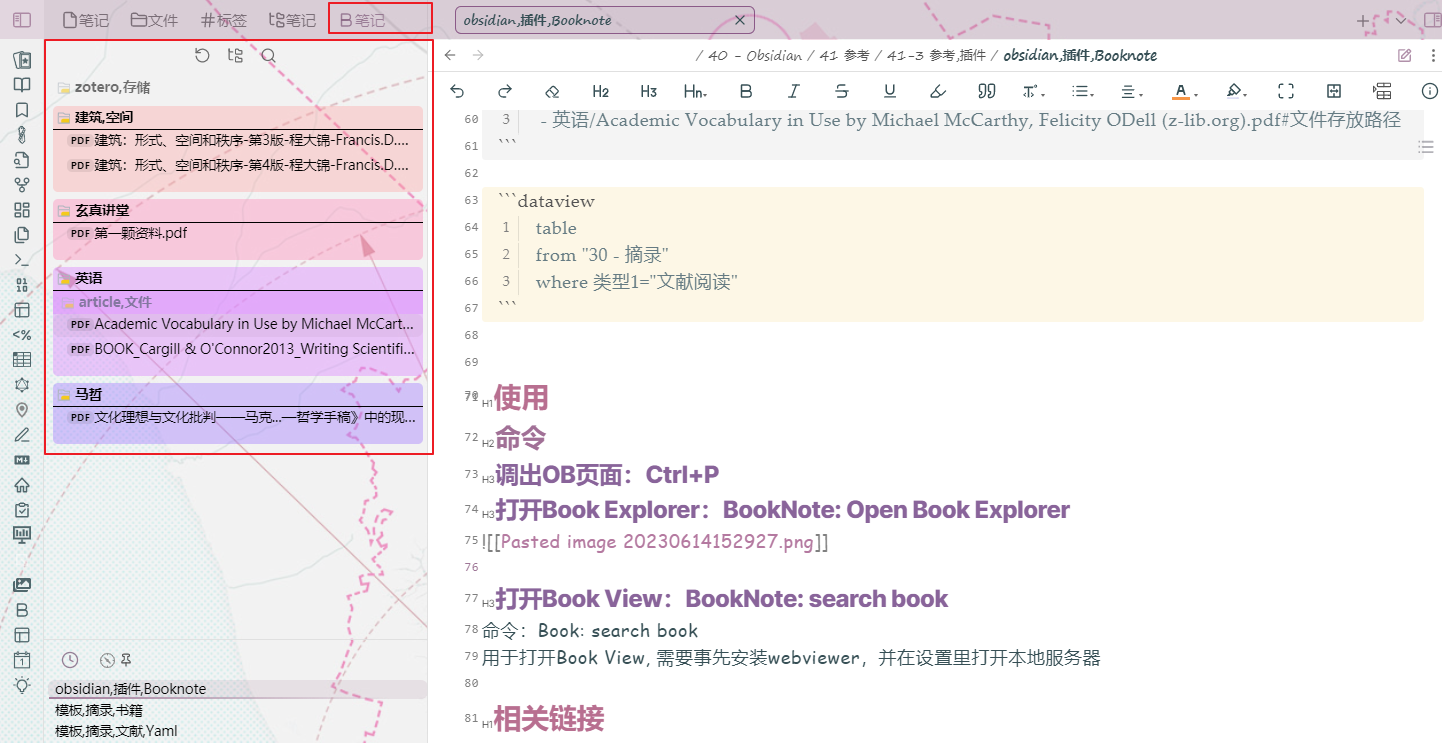 笔记
文件
#标签
笔记
B 笔记
obsidian,插件,Booknote
/ 40 - Obsidian / 41 参考 / 41-3 参考,插件 / obsidian,插件,Booknote
zotero,存储
建筑,空间
PDF 建筑：形式、空间和秩序-第3版-程大锦-Francis.D....
PDF 建筑：形式、空间和秩序-第4版-程大锦-Francis.D....
玄真讲堂
PDF 第一颗资料.pdf
英语
article,文件
PDF Academic Vocabulary in Use by Michael McCart...
PDF BOOK_Cargill & O'Connor2013_Writing Scientifi...
马哲
PDF 文化理想与文化批判——马克...—哲学手稿》中的现...
obsidian,插件,Booknote
模板,摘录,书籍
模板,摘录,文献,Yaml
H2 H3 Hn B I S U A
60 3 - 英语/Academic Vocabulary in Use by Michael McCarthy, Felicity ODell (z-lib.org).pdf#文件存放路径
61 ```
62
63 ```dataview
64 1 table
65 2 from "30 - 摘录"
66 3 where 类型1="文献阅读"
67 ```
68
69
70
71 H1 使用
72 H2 命令
73 H3 调出OB页面：Ctrl+P
74 H3 打开Book Explorer：BookNote: Open Book Explorer
75 ![[Pasted image 20230614152927.png]]
76
77 H3 打开Book View：BookNote: search book
78 命令：Book: search book
79 用于打开Book View, 需要事先安装webviewer，并在设置里打开本地服务器
80
81 H1 相关链接